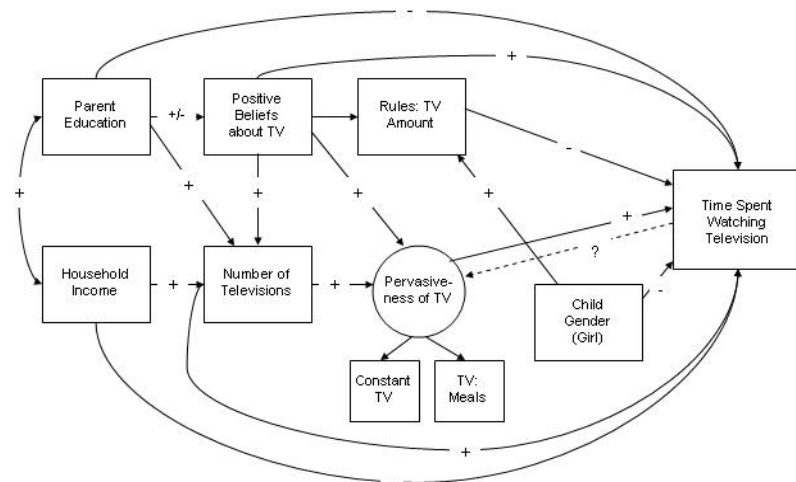 -
+
Parent
Education
+/-
Positive
Beliefs
about TV
Rules: TV
Amount
-
+
+
+
+
+
+
Time Spent
Watching
Television
?
Household
Income
+
Number of
Televisions
+
Pervasive-
ness of TV
Child
Gender
(Girl)
-
Constant
TV
TV:
Meals
+
-